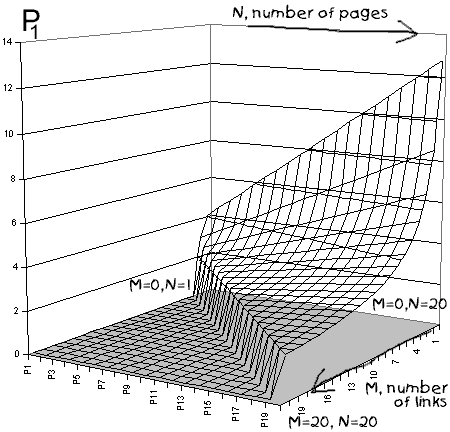 P1
N, number of pages
14
12
10
8
6
4
2
0
M=0, N=1
M=0, N=20
P1
P3
P5
P7
P9
P11
P13
P15
P17
P19
19
16
13
10
7
4
1
M, number
of links
M=20, N=20